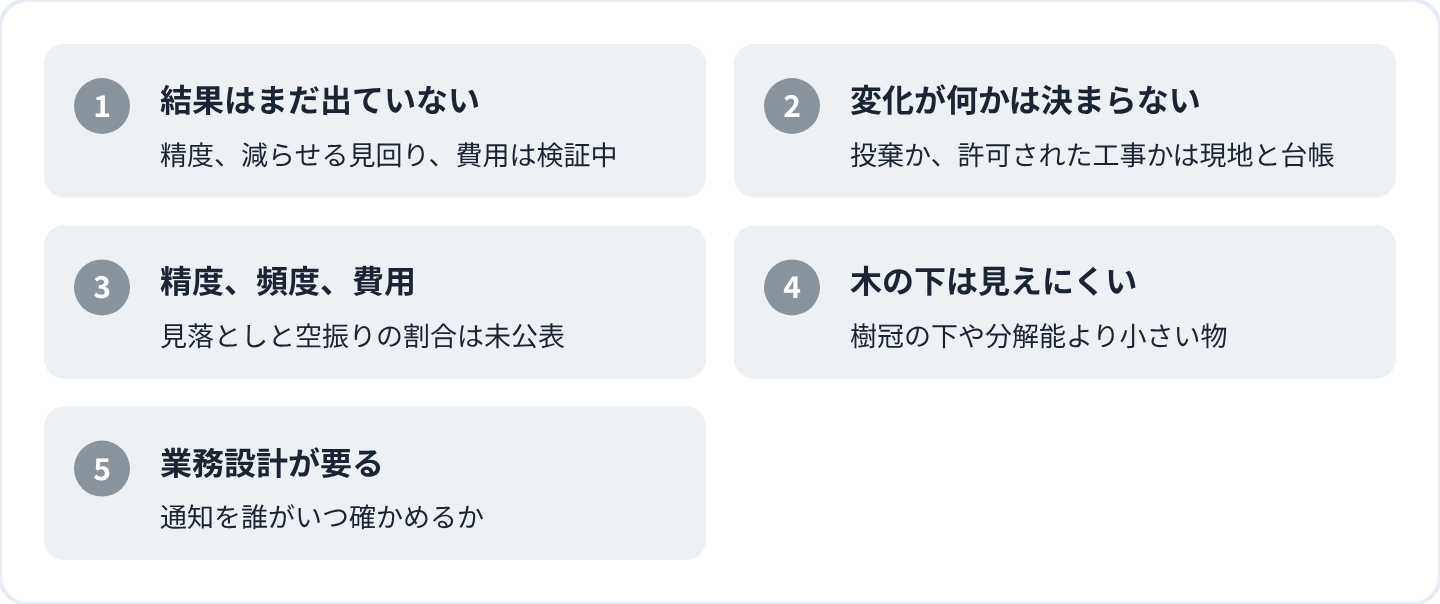 1
結果はまだ出ていない
精度、減らせる見回り、費用は検証中
2
変化が何かは決まらない
投棄か、許可された工事かは現地と台帳
3
精度、頻度、費用
見落としと空振りの割合は未公表
4
木の下は見えにくい
樹冠の下や分解能より小さい物
5
業務設計が要る
通知を誰がいつ確かめるか